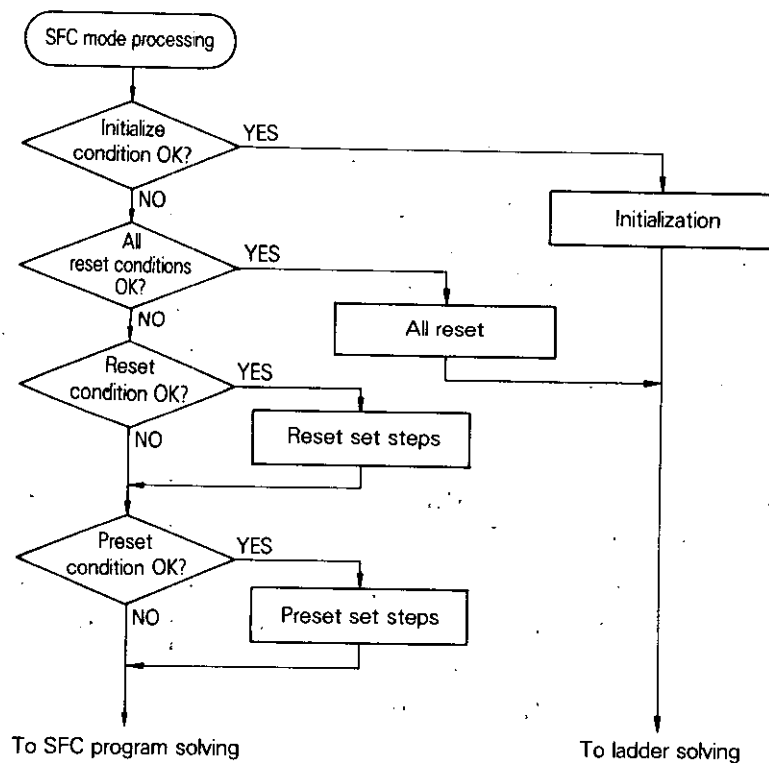 SFC mode processing
Initialize
condition OK?
YES
NO
Initialization
All
reset conditions
OK?
YES
NO
All reset
Reset
condition OK?
YES
NO
Reset set steps
Preset
condition OK?
YES
NO
Preset set steps
To SFC program solving
To ladder solving